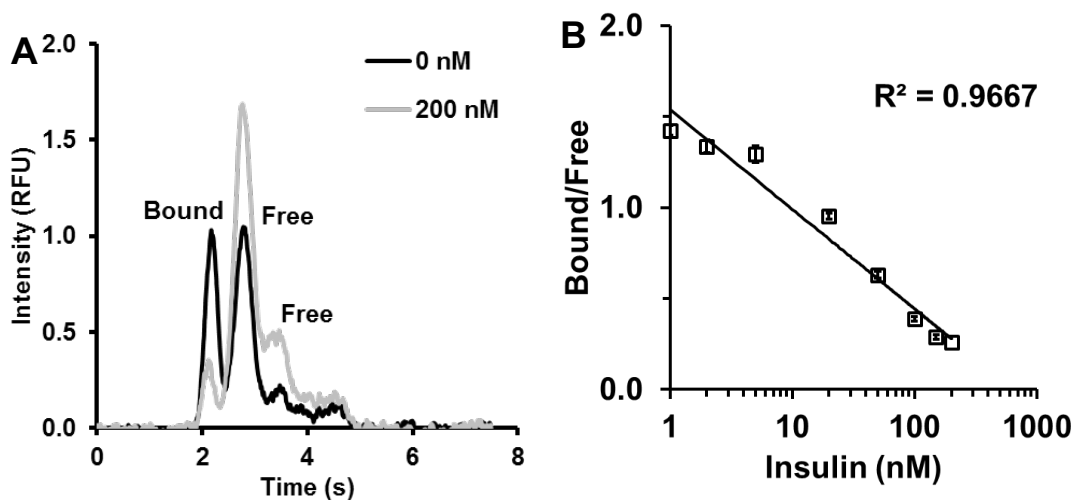 A
2.0
1.5
1.0
0.5
0.0
Intensity (RFU)
0 nM
200 nM
Bound
Free
Free
0
2
4
6
8
Time (s)
B
2.0
1.0
0.0
Bound/Free
R² = 0.9667
1
10
100
1000
Insulin (nM)